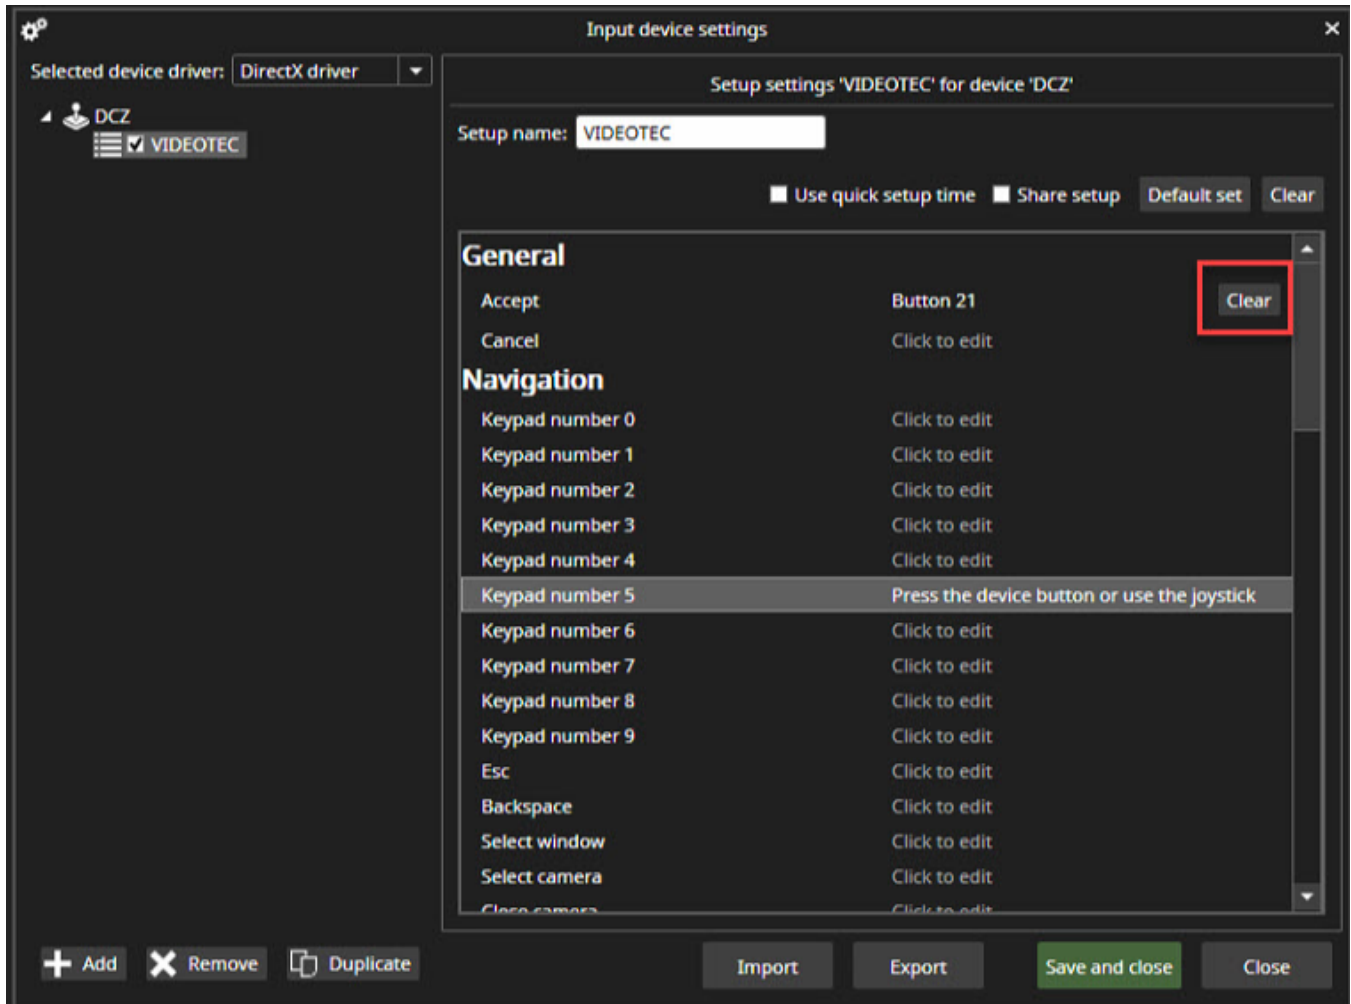 Input device settings
Selected device driver: DirectX driver
DCZ
VIDEOTEC
Setup settings 'VIDEOTEC' for device 'DCZ'
Setup name: VIDEOTEC
Use quick setup time Share setup Default set Clear
General
Accept Button 21 Clear
Cancel Click to edit
Navigation
Keypad number 0 Click to edit
Keypad number 1 Click to edit
Keypad number 2 Click to edit
Keypad number 3 Click to edit
Keypad number 4 Click to edit
Keypad number 5 Press the device button or use the joystick
Keypad number 6 Click to edit
Keypad number 7 Click to edit
Keypad number 8 Click to edit
Keypad number 9 Click to edit
Esc Click to edit
Backspace Click to edit
Select window Click to edit
Select camera Click to edit
Close camera Click to edit
Add Remove Duplicate Import Export Save and close Close